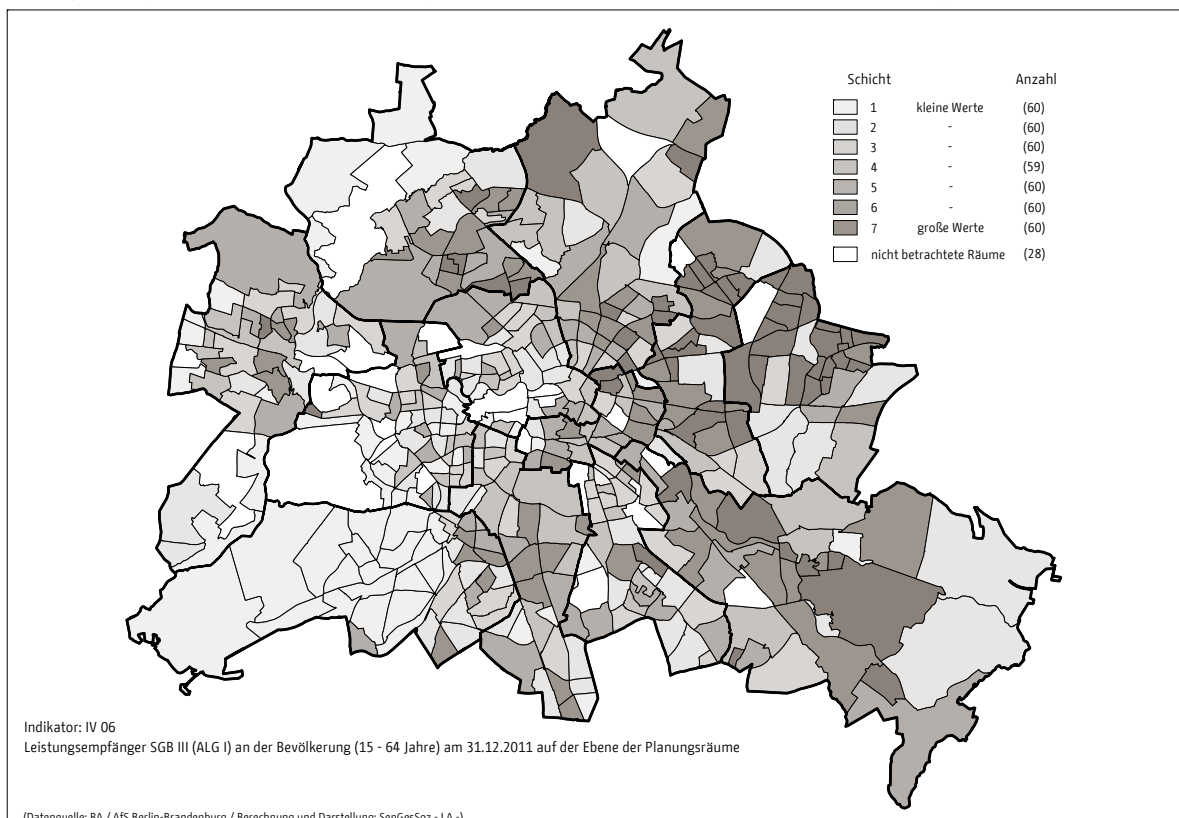 Schicht Anzahl
1 kleine Werte (60)
2 - (60)
3 - (60)
4 - (59)
5 - (60)
6 - (60)
7 große Werte (60)
nicht betrachtete Räume (28)
Indikator: IV 06
Leistungsempfänger SGB III (ALG I) an der Bevölkerung (15 - 64 Jahre) am 31.12.2011 auf der Ebene der Planungsräume
(Datenquelle: BA / AfS Berlin-Brandenburg / Berechnung und Darstellung: SenGesSoz - I A -)